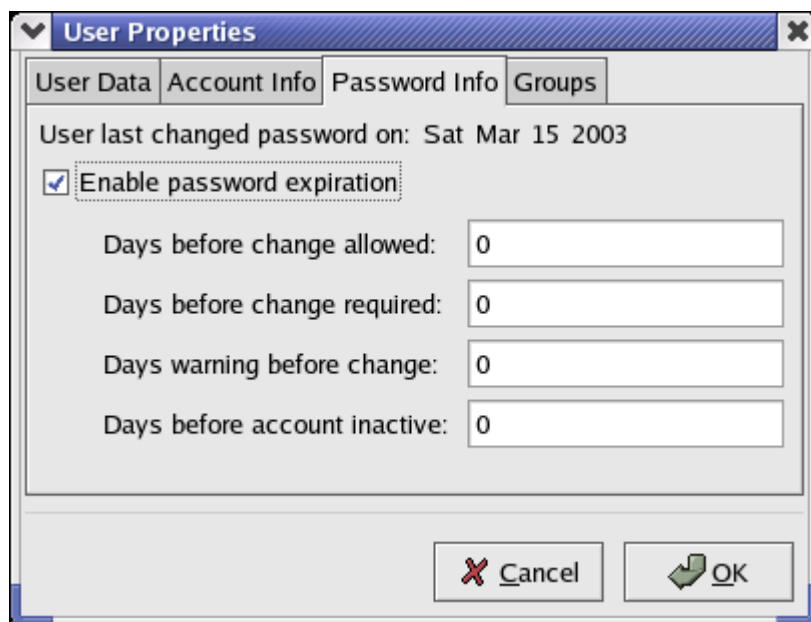 User Properties
User Data Account Info Password Info Groups
User last changed password on: Sat Mar 15 2003
Enable password expiration
Days before change allowed: 0
Days before change required: 0
Days warning before change: 0
Days before account inactive: 0
Cancel OK